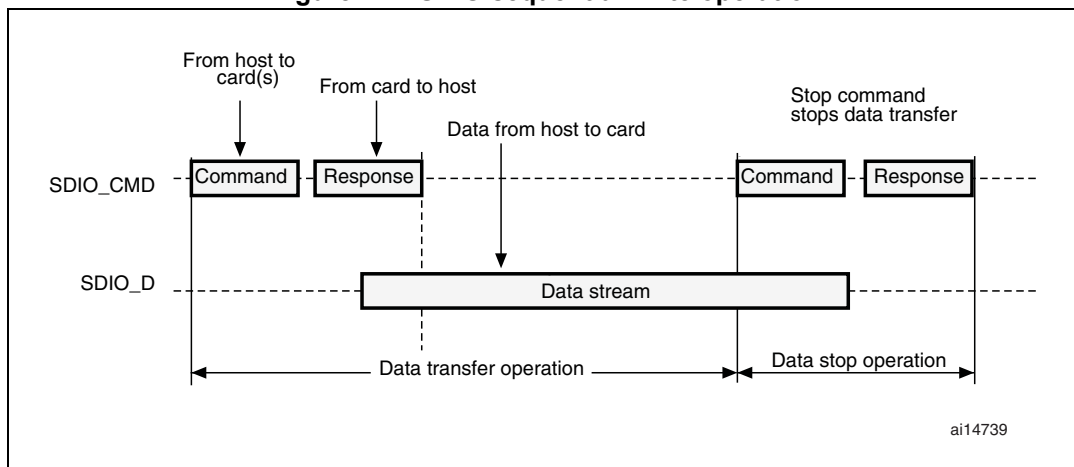 From host to
card(s)
From card to host
Data from host to card
Stop command
stops data transfer
SDIO_CMD
Command
Response
Command
Response
SDIO_D
Data stream
Data transfer operation
Data stop operation
ai14739